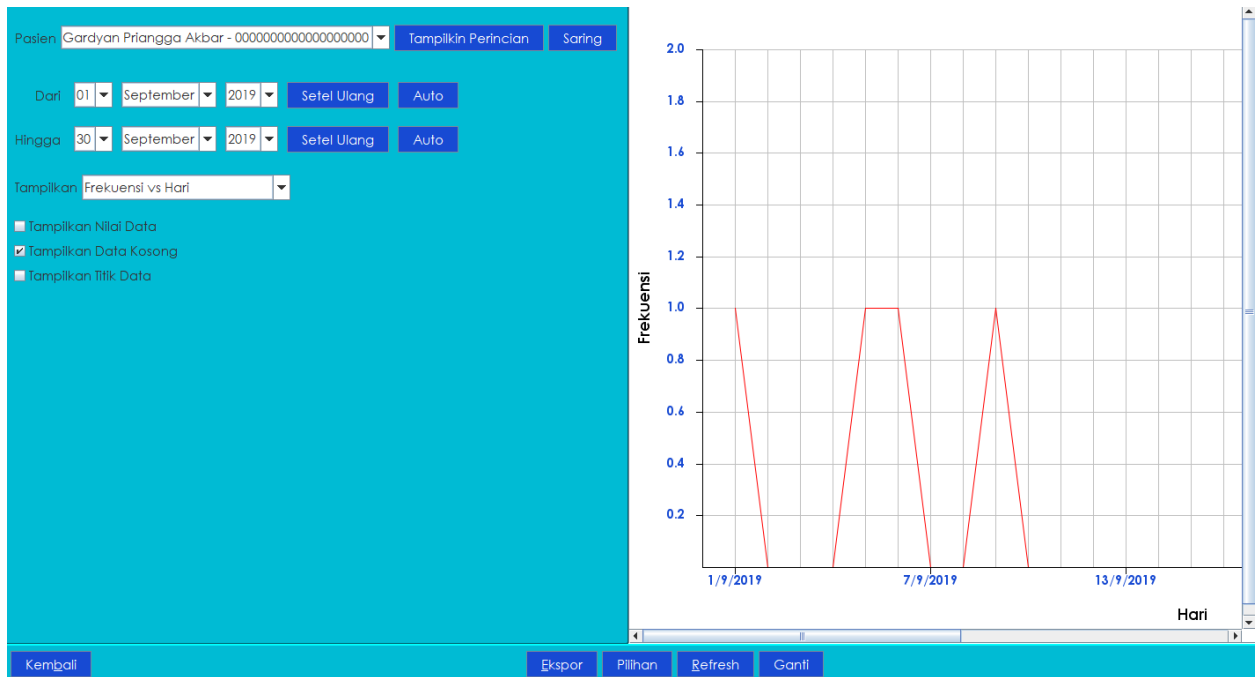 Pasien Gardyan Priangga Akbar - 0000000000000000000 Tampilkin Perincian Saring
Dari 01 September 2019 Setel Ulang Auto
Hingga 30 September 2019 Setel Ulang Auto
Tampilkan Frekuensi vs Hari
Tampilkan Nilai Data
Tampilkan Data Kosong
Tampilkan Titik Data
2.0
1.8
1.6
1.4
1.2
1.0
0.8
0.6
0.4
0.2
Frekuensi
1/9/2019 7/9/2019 13/9/2019
Hari
Kembali Ekspor Pilihan Refresh Ganti